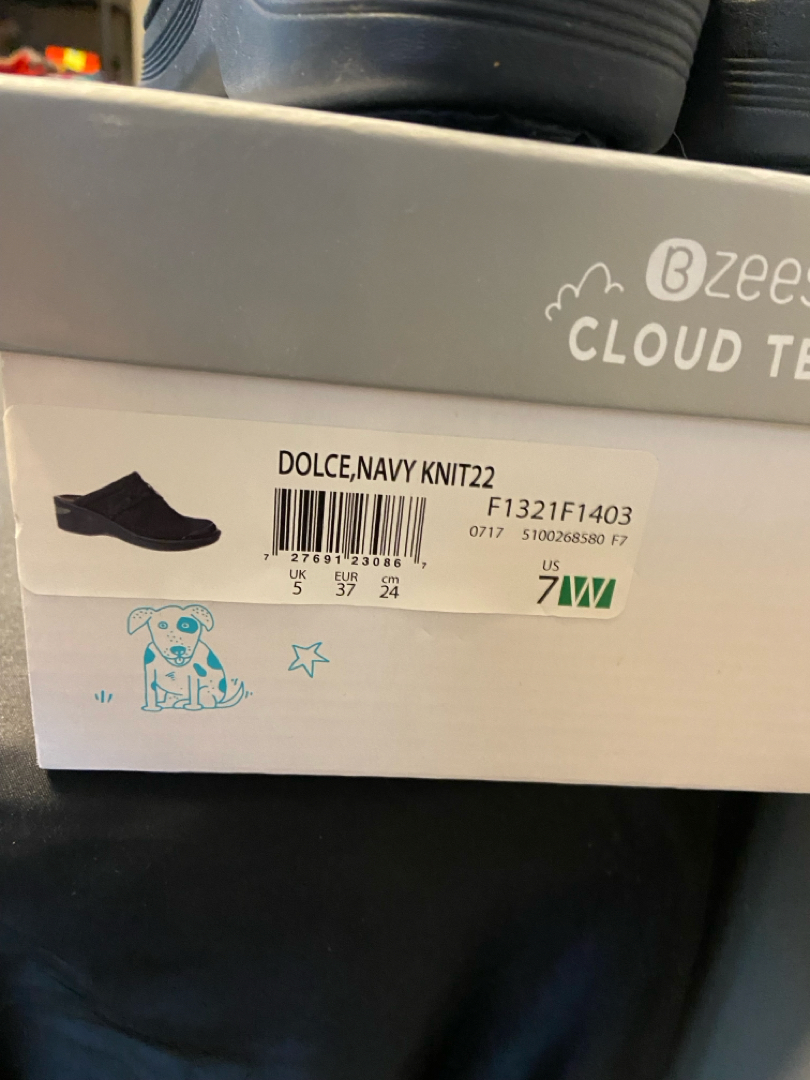 Bzees
CLOUD TE
DOLCE,NAVY KNIT22
F1321F1403
0717 5100268580 F7
7 27691 23086 7
UK EUR cm
5 37 24
US
7W